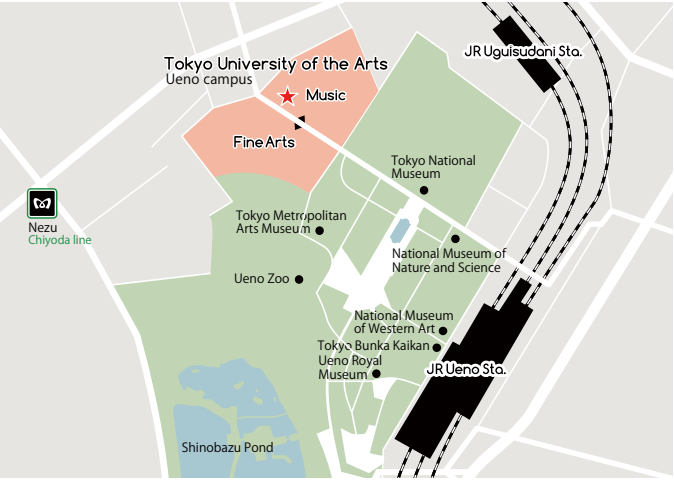 JR Uguisudani Sta.
Tokyo University of the Arts
Ueno campus
Music
Fine Arts
Tokyo National
Museum
Nezu
Chiyoda line
Tokyo Metropolitan
Arts Museum
National Museum of
Nature and Science
Ueno Zoo
National Museum
of Western Art
Tokyo Bunka Kaikan
Ueno Royal
Museum
JR Ueno Sta.
Shinobazu Pond